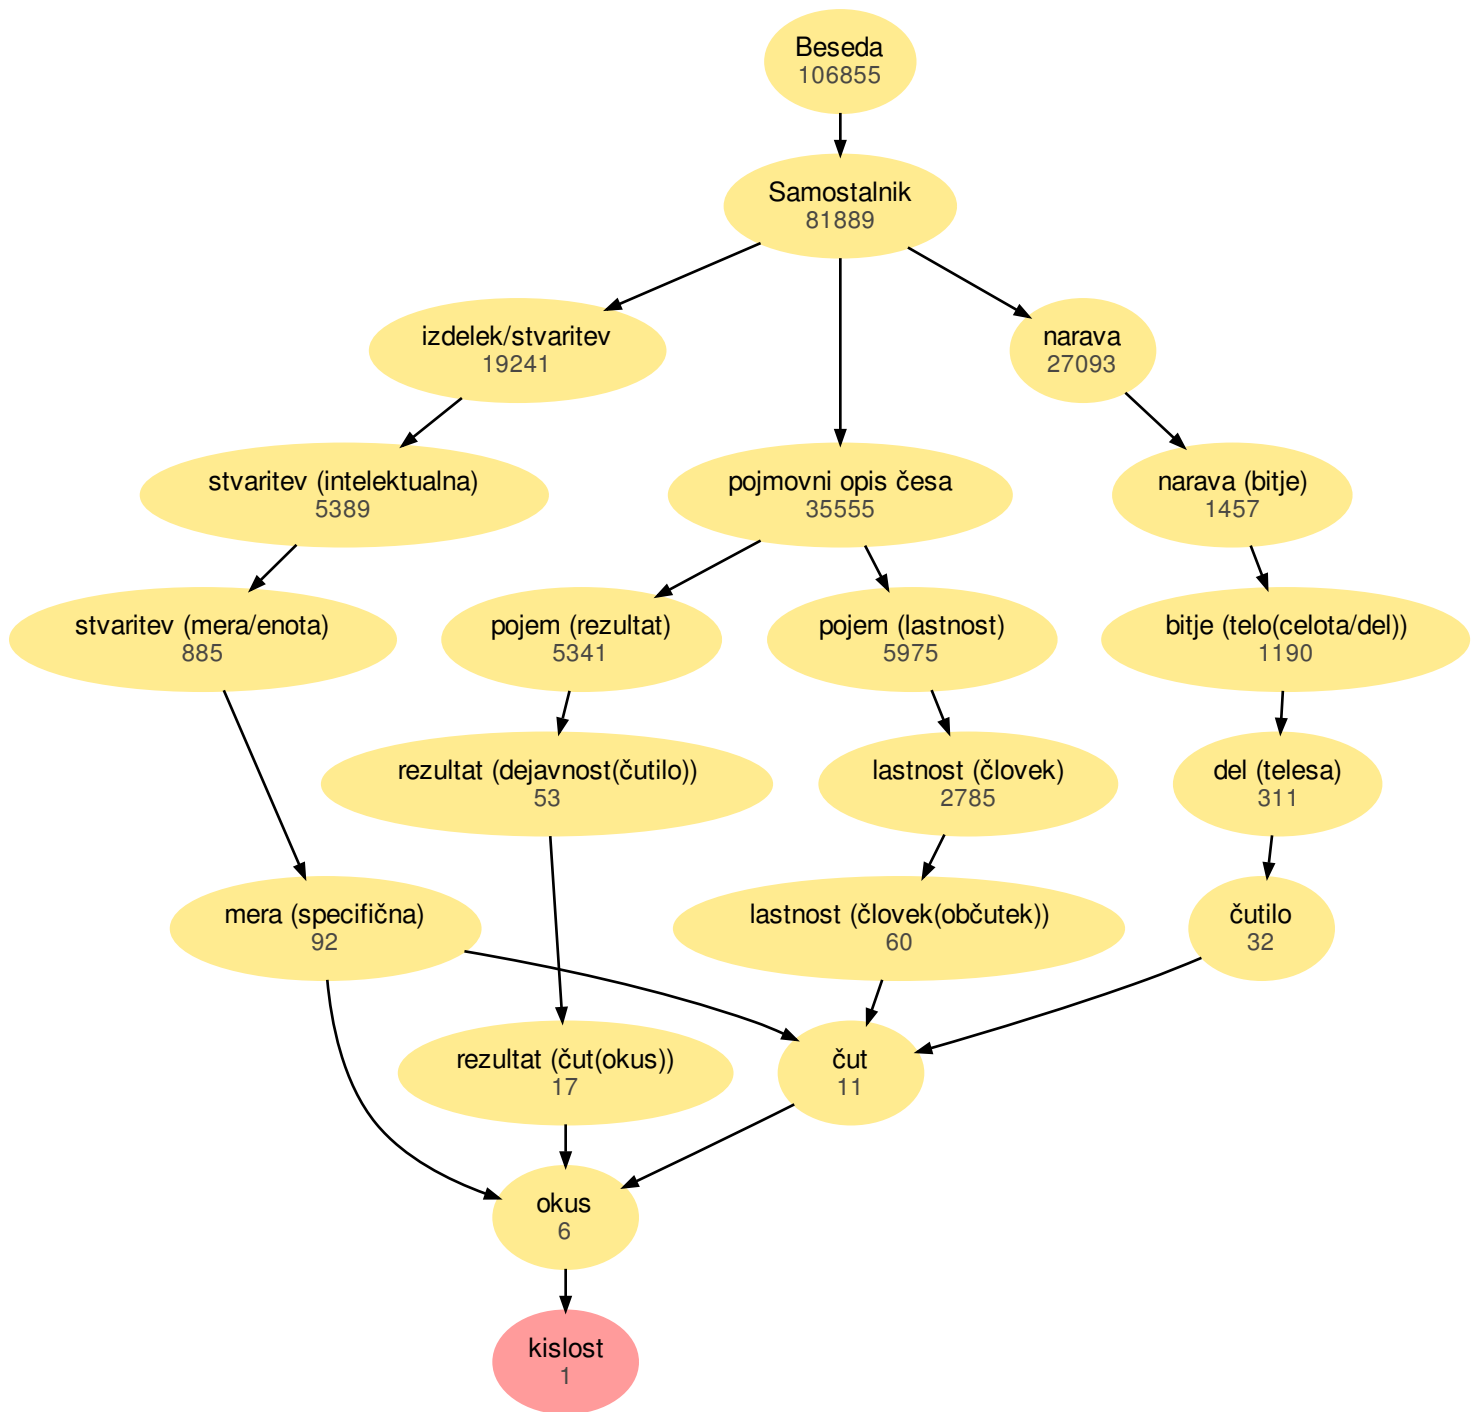 Beseda
106855
Samostalnik
81889
izdelek/stvaritev
19241
narava
27093
stvaritev (intelektualna)
5389
pojmovni opis česa
35555
narava (bitje)
1457
stvaritev (mera/enota)
885
pojem (rezultat)
5341
pojem (lastnost)
5975
bitje (telo(celota/del))
1190
rezultat (dejavnost(čutilo))
53
lastnost (človek)
2785
del (telesa)
311
mera (specifična)
92
lastnost (človek(občutek))
60
čutilo
32
rezultat (čut(okus))
17
čut
11
okus
6
kislost
1